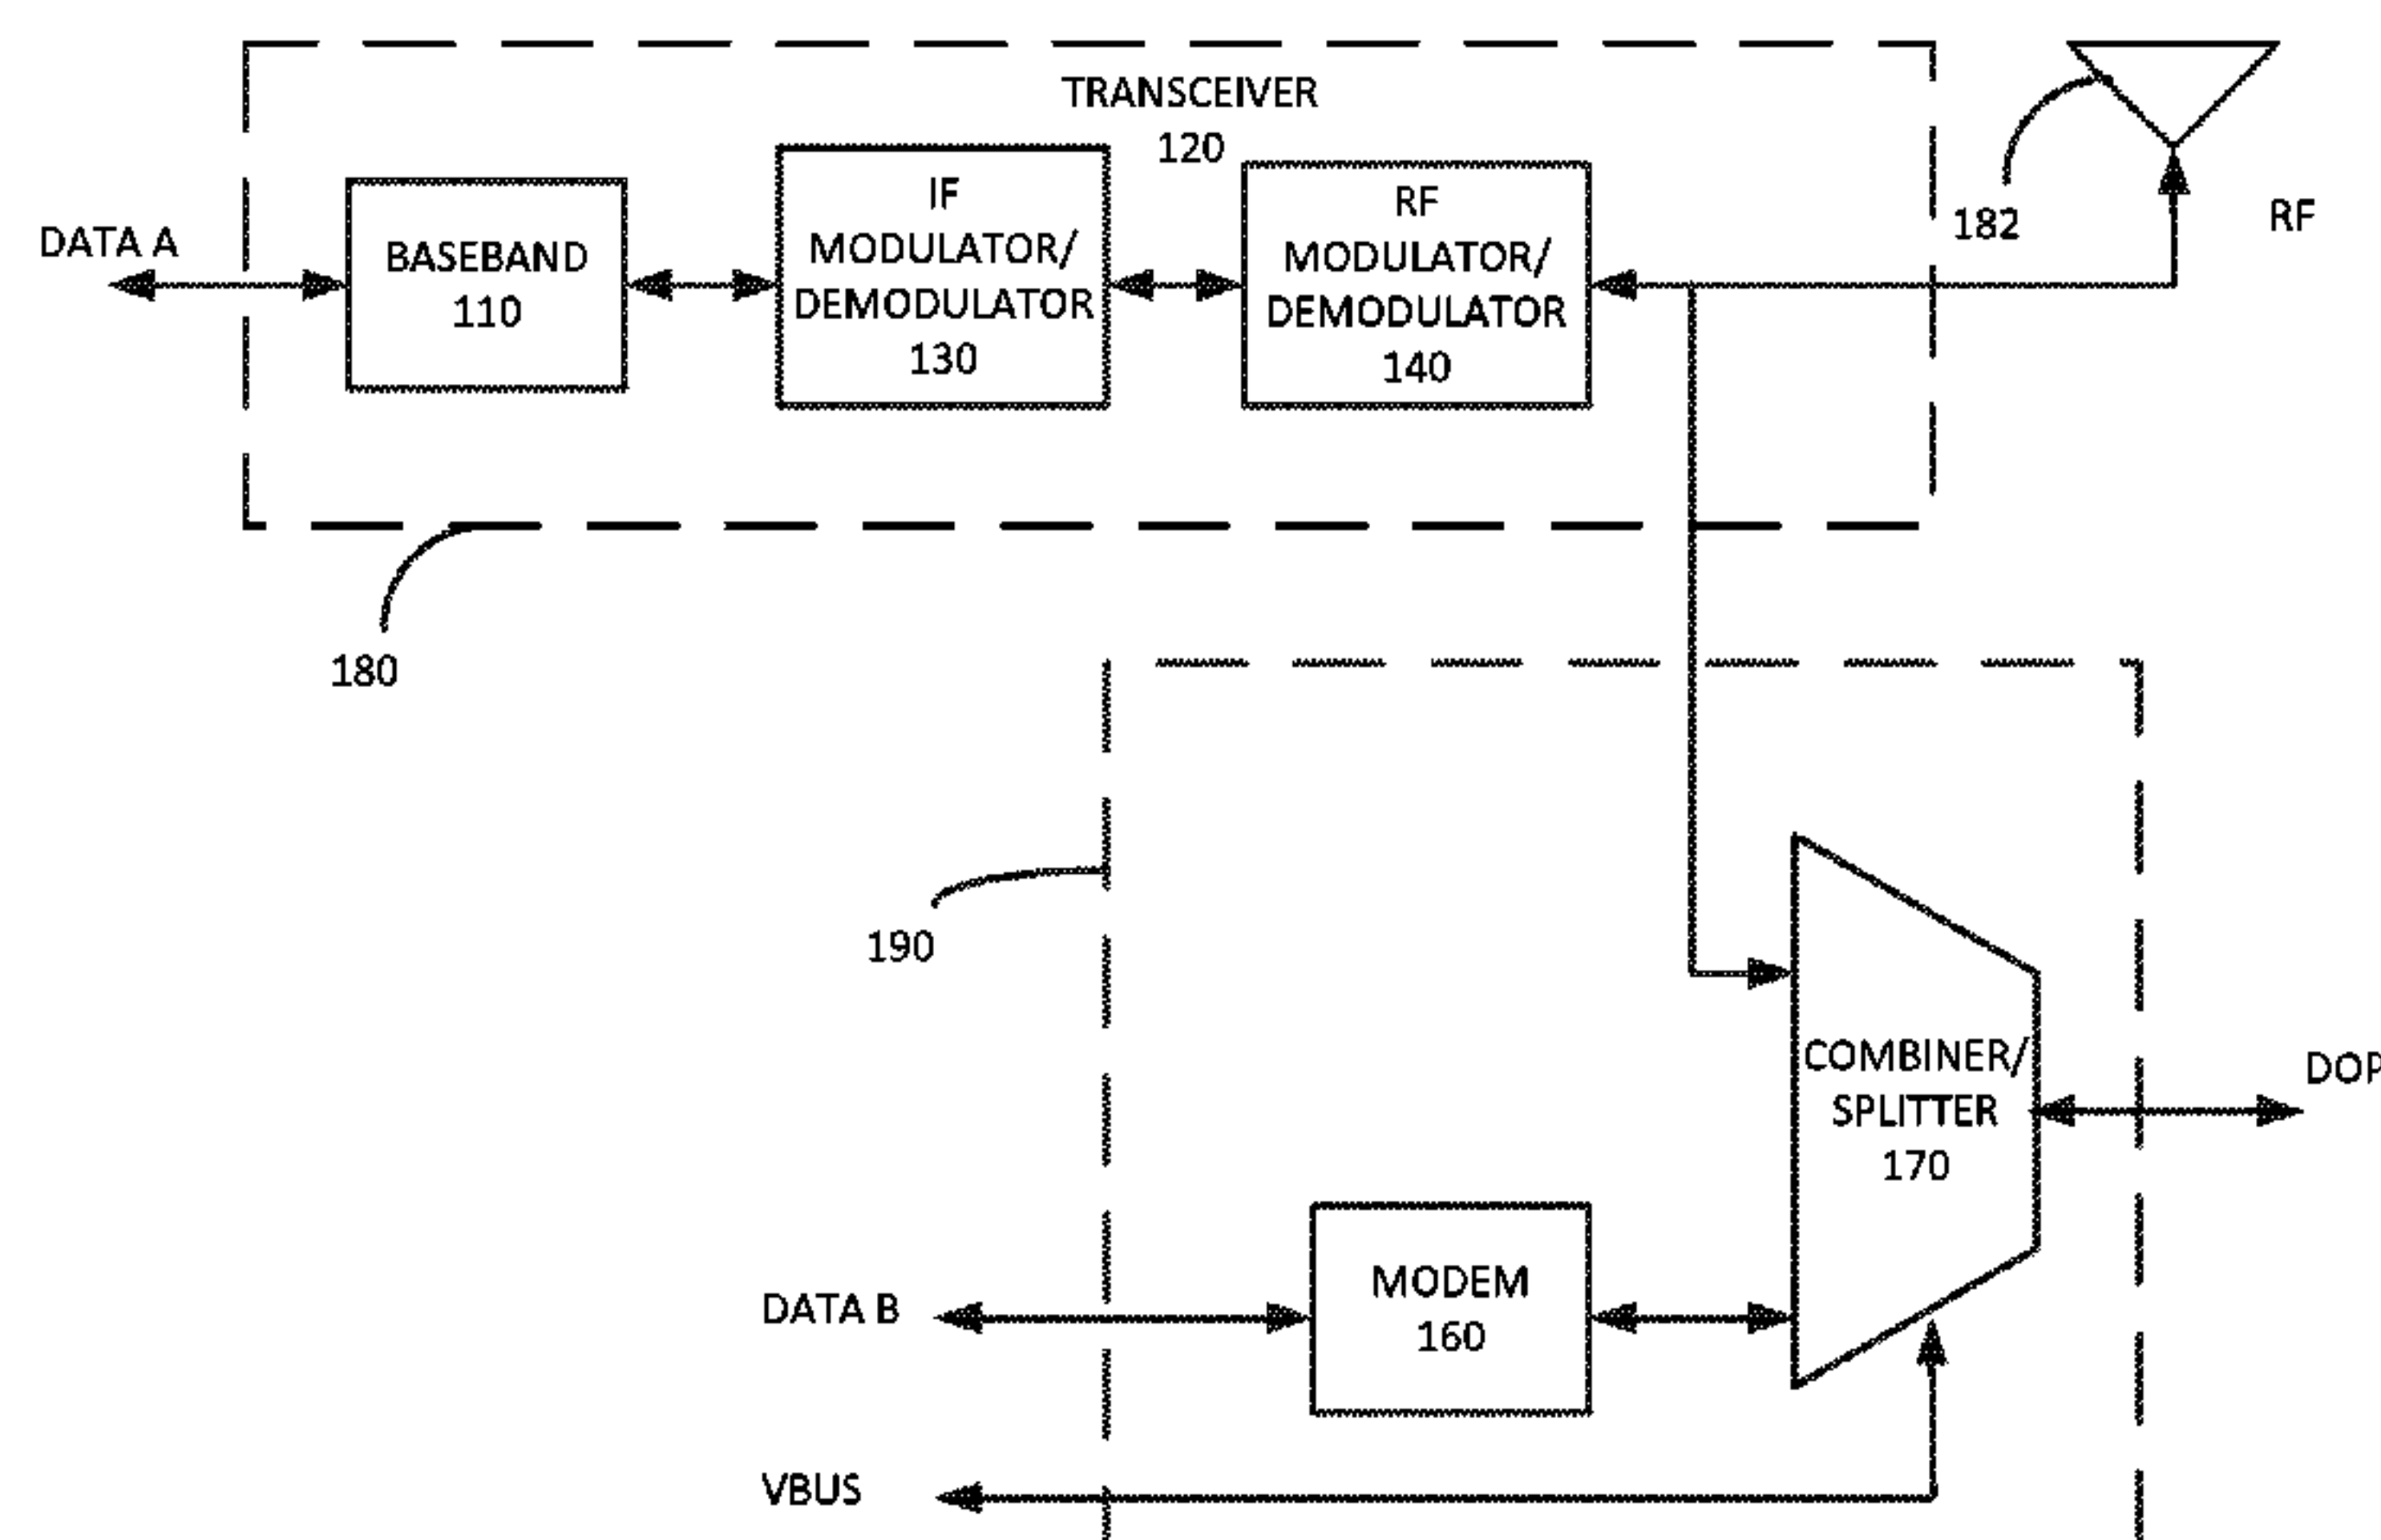 TRANSCEIVER
120
DATA A
BASEBAND
110
IF
MODULATOR/
DEMODULATOR
130
RF
MODULATOR/
DEMODULATOR
140
182
RF
180
190
COMBINER/
SPLITTER
170
DOP
DATA B
MODEM
160
VBUS